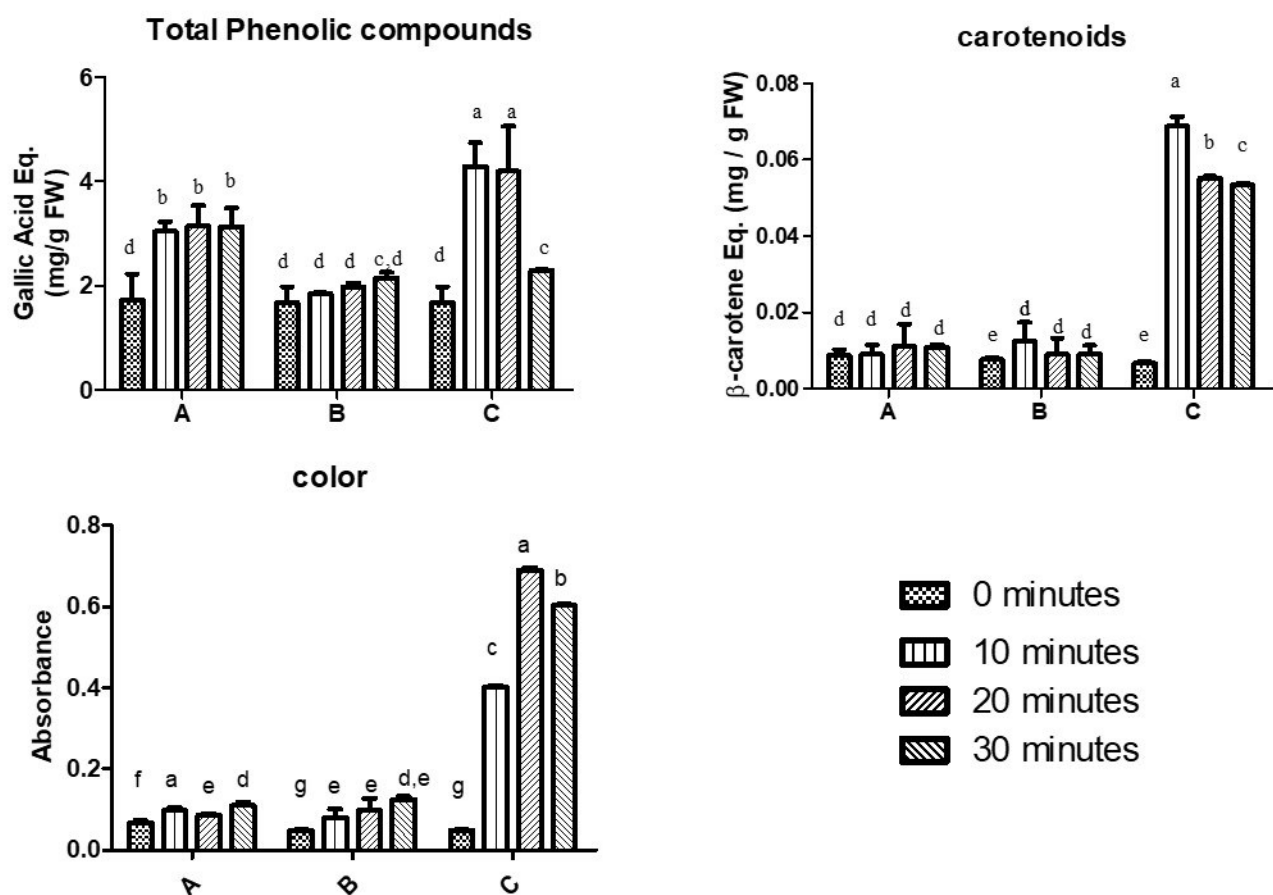 Total Phenolic compounds
Gallic Acid Eq.
(mg/g FW)
6
4
2
0
d
b
b
b
d
d
d
c,d
d
a
a
c
A
B
C
carotenoids
β-carotene Eq. (mg / g FW)
0.08
0.06
0.04
0.02
0.00
d
d
d
d
e
d
d
d
e
a
b
c
A
B
C
color
Absorbance
0.8
0.6
0.4
0.2
0.0
f
a
e
d
g
e
e
d,e
g
c
a
b
A
B
C
0 minutes
10 minutes
20 minutes
30 minutes